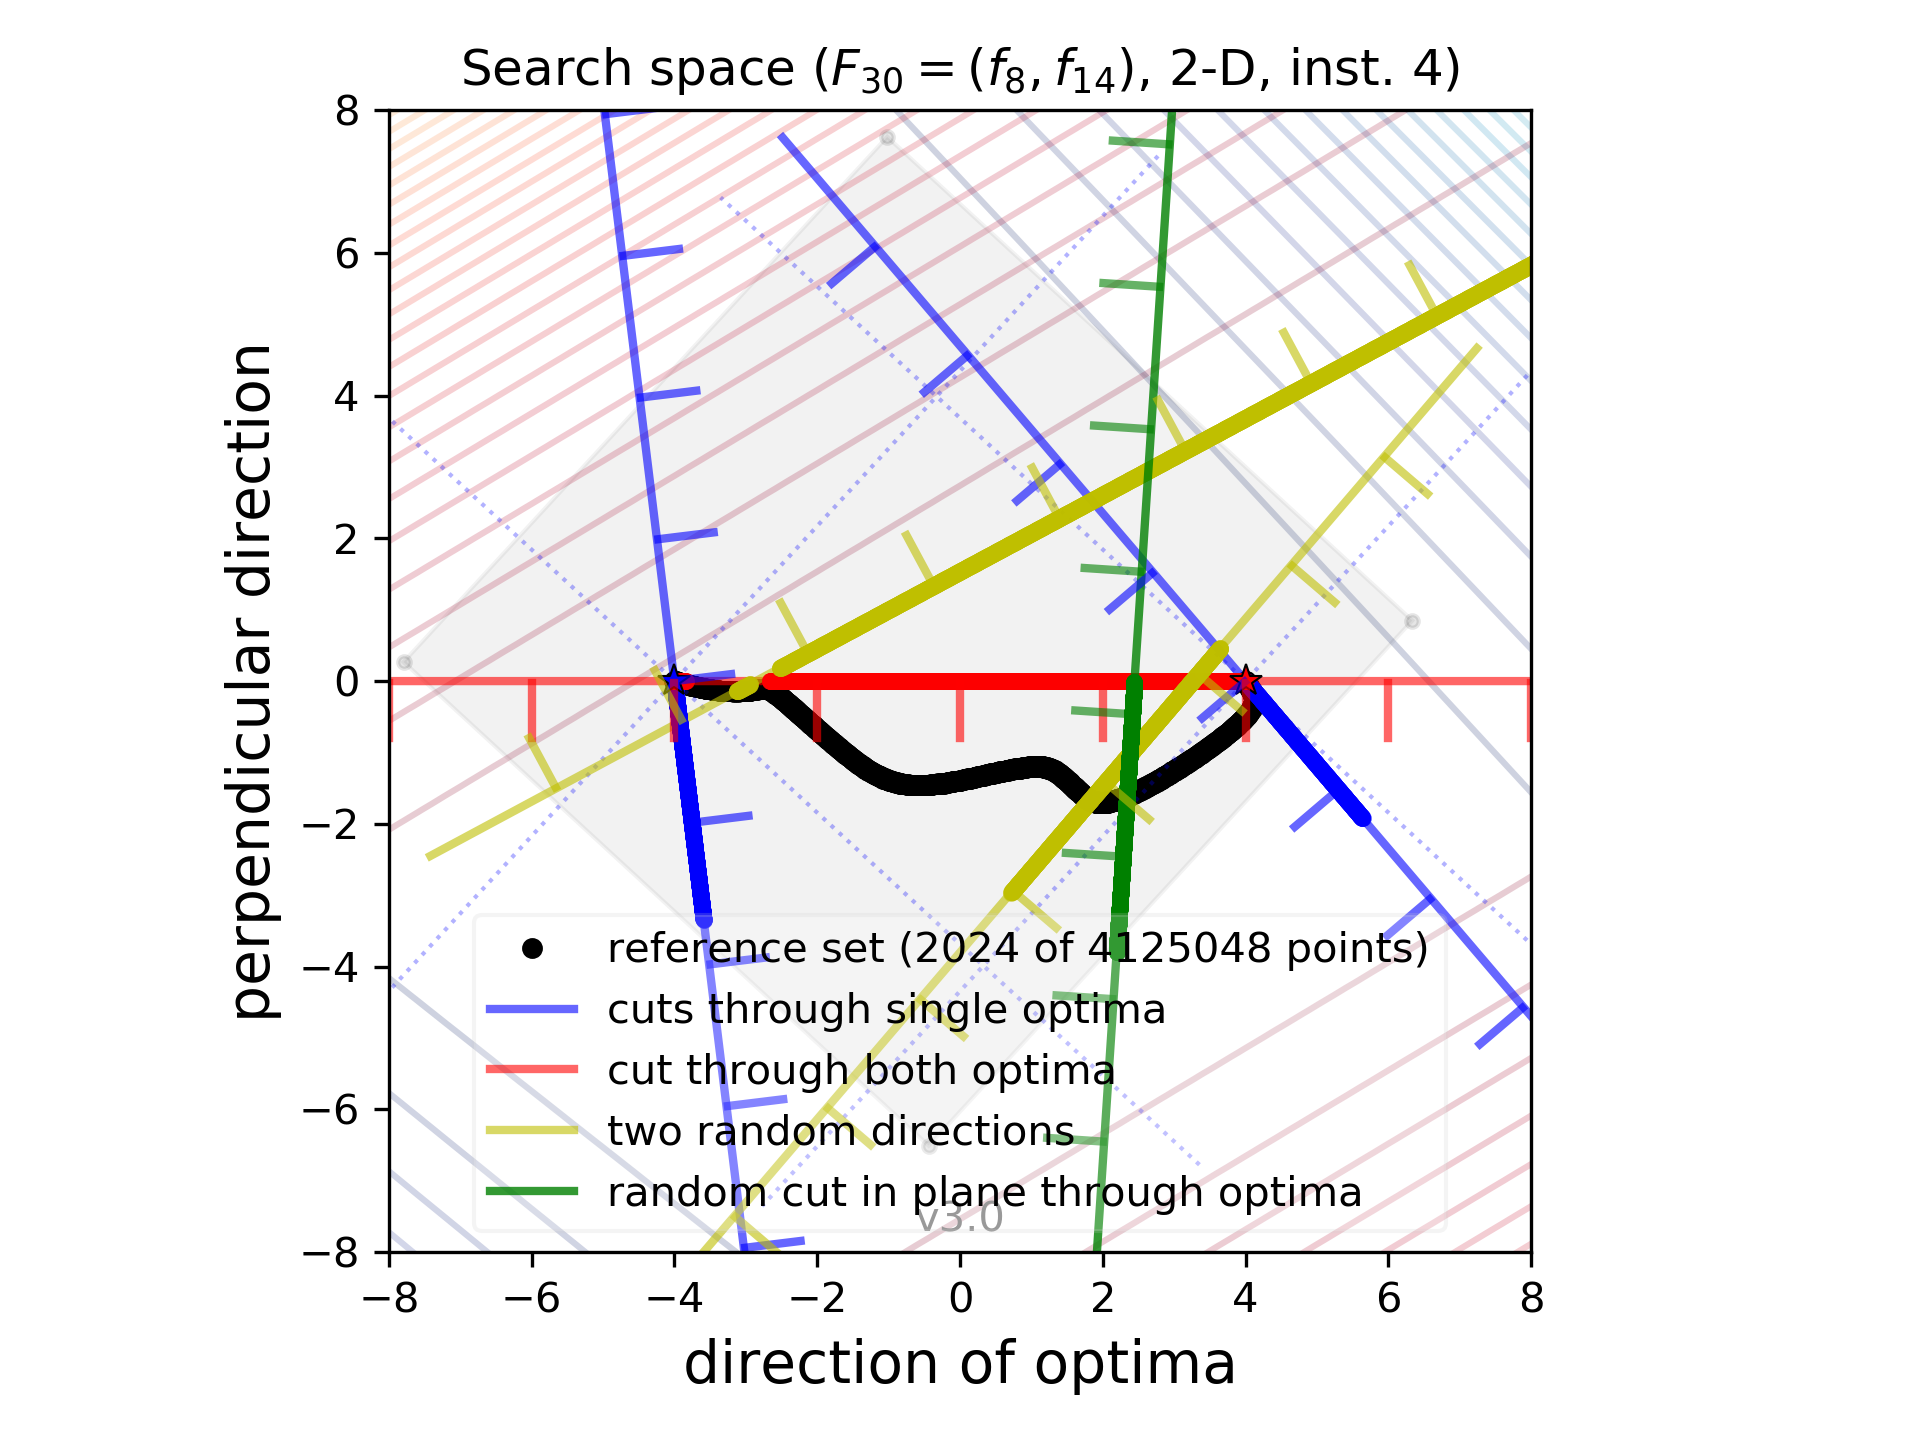 Search space (F30 = (f8, f14), 2-D, inst. 4)
perpendicular direction
8
6
4
2
0
−2
−4
−6
−8
reference set (2024 of 4125048 points)
cuts through single optima
cut through both optima
two random directions
random cut in plane through optima
v3.0
−8 −6 −4 −2 0 2 4 6 8
direction of optima